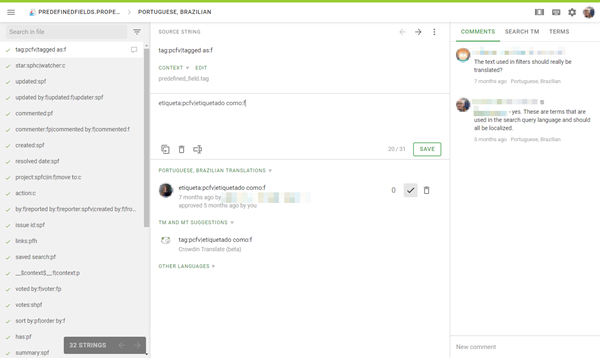 PREDEFINEDFIELDS.PROPE... > PORTUGUESE, BRAZILIAN
Search in file
tag:pcfv|tagged as:f
star:sphc|watcher:c
updated:spf
updated by:f|updated:f|updater:spf
commented:pf
commenter:fp|commented by:f|commented:f
created:spf
resolved date:spf
project:spfc|in:f|move to:c
action:c
by:f|reported by:f|reporter:spfv|created by:f|fro...
issue id:spf
links:pfh
saved search:pf
__$context$__:f|context:p
voted by:f|voter:fp
votes:shpf
sort by:pf|order by:f
has:pf
summary:spf
32 STRINGS
SOURCE STRING
tag:pcfv|tagged as:f
CONTEXT EDIT
predefined_field.tag
etiqueta:pcfv|etiquetado como:f
20 / 31 SAVE
PORTUGUESE, BRAZILIAN TRANSLATIONS
etiqueta:pcfv|etiquetado como:f
7 months ago by
approved 5 months ago by you
0
TM AND MT SUGGESTIONS
tag:pcfv|etiquetado como:f
Crowdin Translate (beta)
OTHER LANGUAGES >
COMMENTS SEARCH TM TERMS
The text used in filters should really be
translated?
7 months ago · Portuguese, Brazilian
- yes. These are terms that are
used in the search query language and should
all be localized.
5 months ago · Portuguese, Brazilian
New comment